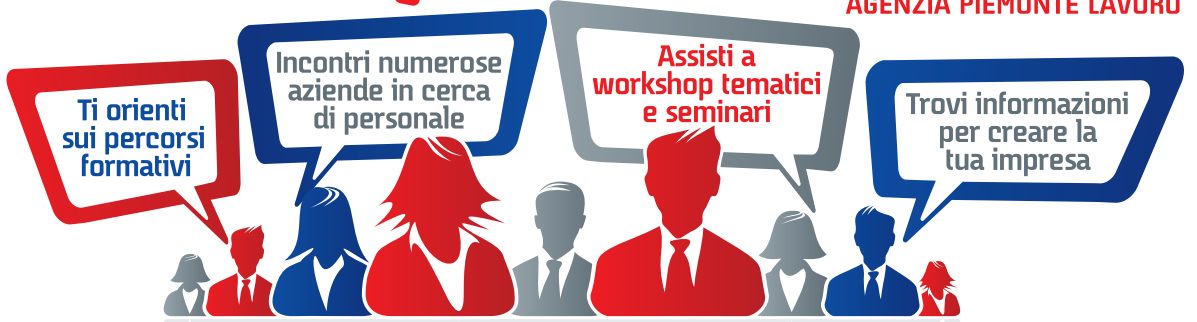 AGENZIA PIEMONTE LAVORO
Ti orienti
sui percorsi
formativi
Incontri numerose
aziende in cerca
di personale
Assisti a
workshop tematici
e seminari
Trovi informazioni
per creare la
tua impresa